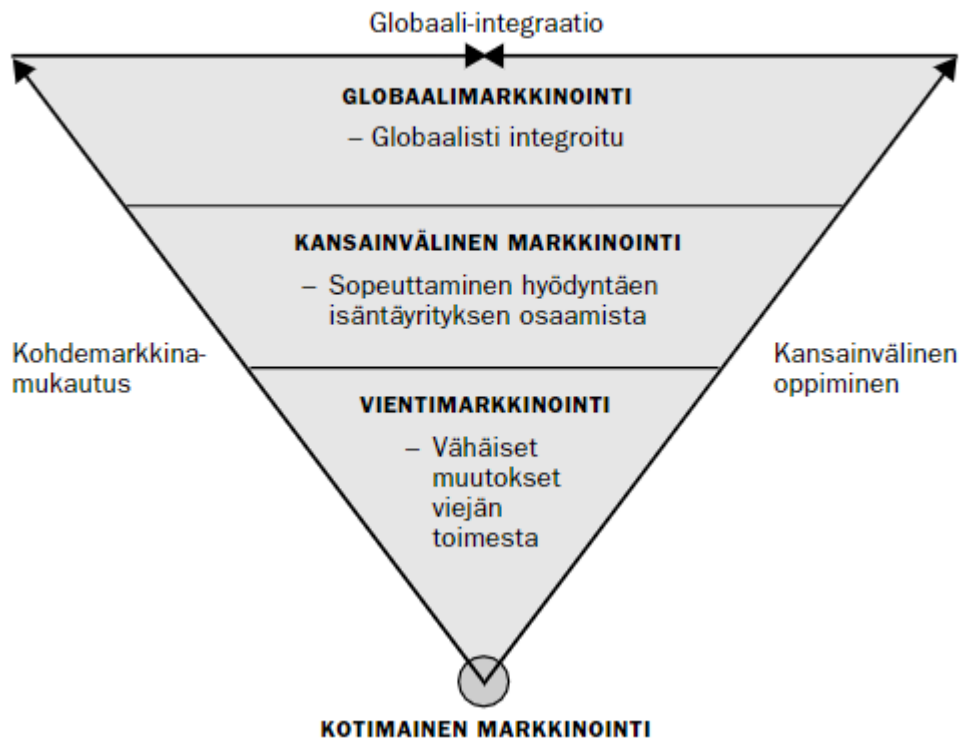 Globaali-integraatio
GLOBAALIMARKKINOINTI
– Globaalisti integroitu
KANSAINVÄLINEN MARKKINOINTI
– Sopeuttaminen hyödyntäen
isäntäyrityksen osaamista
Kohdemarkkina-
mukautus
Kansainvälinen
oppiminen
VIENTIMARKKINOINTI
– Vähäiset
muutokset
viejän
toimesta
KOTIMAINEN MARKKINOINTI